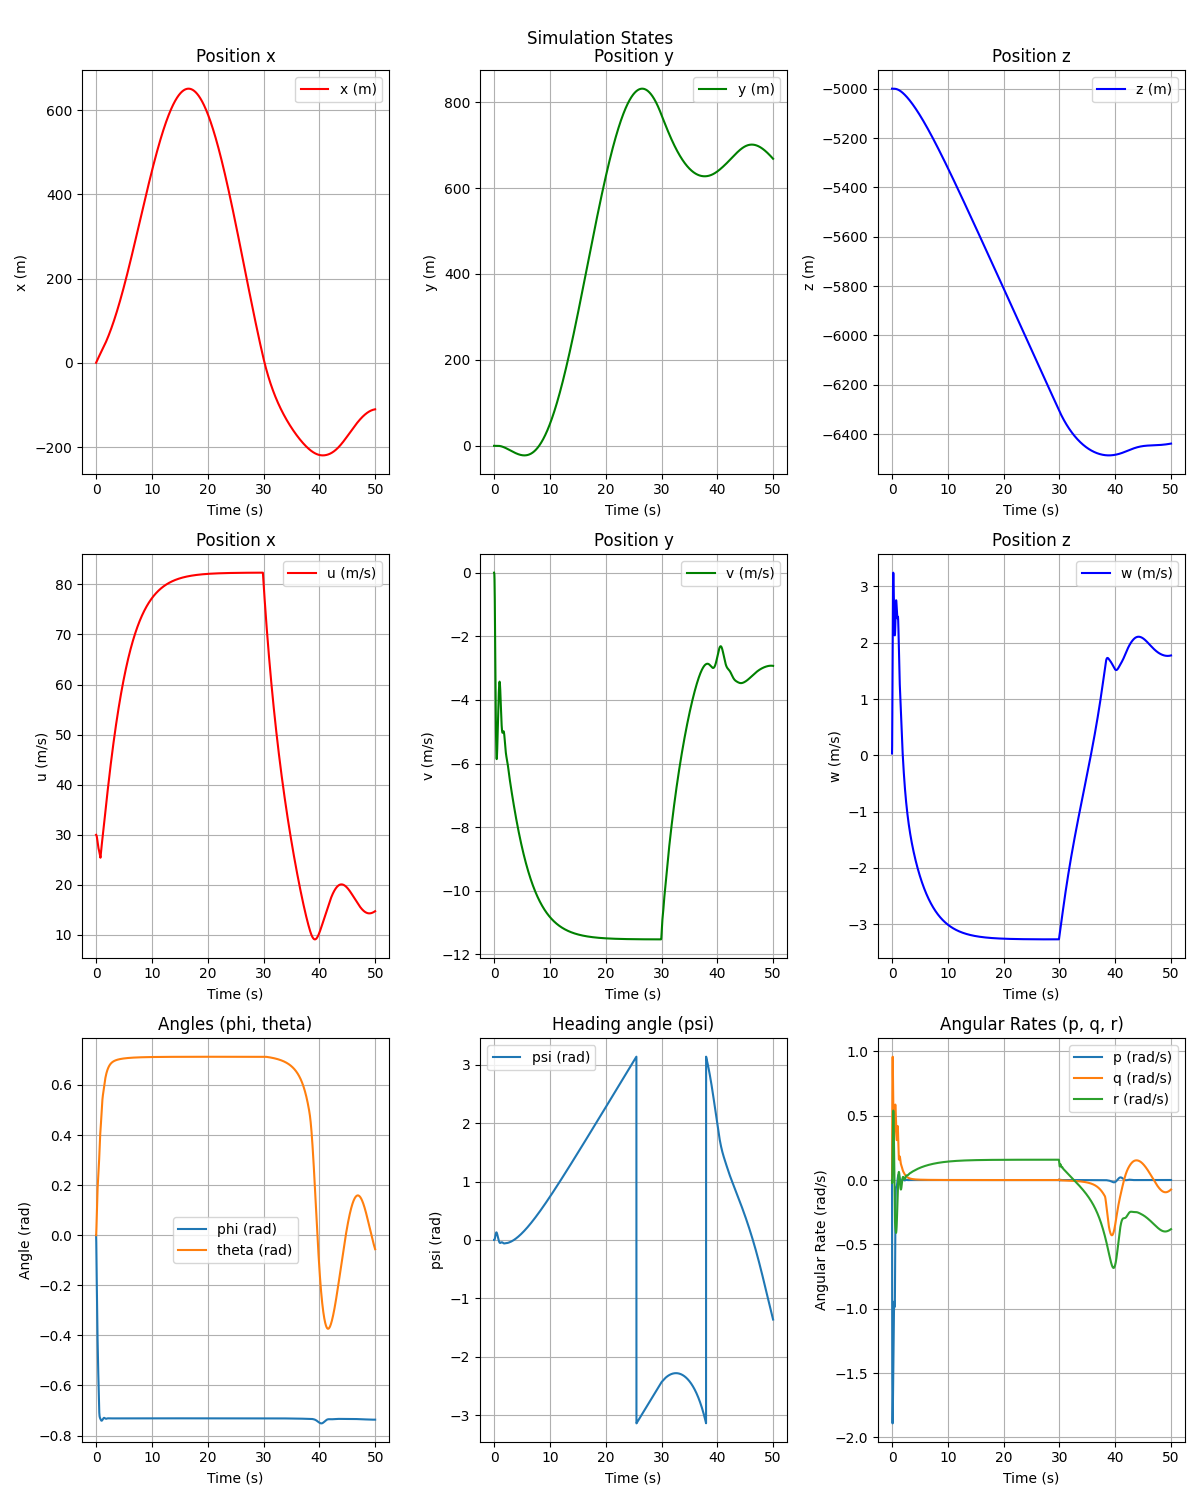 Simulation States
Position x
Position y
Position z
x (m)
y (m)
z (m)
x (m)
600
400
200
0
−200
y (m)
800
600
400
200
0
z (m)
−5000
−5200
−5400
−5600
−5800
−6000
−6200
−6400
0 10 20 30 40 50
0 10 20 30 40 50
0 10 20 30 40 50
Time (s)
Time (s)
Time (s)
Position x
Position y
Position z
u (m/s)
v (m/s)
w (m/s)
u (m/s)
80
70
60
50
40
30
20
10
v (m/s)
0
−2
−4
−6
−8
−10
−12
w (m/s)
3
2
1
0
−1
−2
−3
0 10 20 30 40 50
0 10 20 30 40 50
0 10 20 30 40 50
Time (s)
Time (s)
Time (s)
Angles (phi, theta)
Heading angle (psi)
Angular Rates (p, q, r)
phi (rad)
theta (rad)
psi (rad)
p (rad/s)
q (rad/s)
r (rad/s)
Angle (rad)
0.6
0.4
0.2
0.0
−0.2
−0.4
−0.6
−0.8
psi (rad)
3
2
1
0
−1
−2
−3
Angular Rate (rad/s)
1.0
0.5
0.0
−0.5
−1.0
−1.5
−2.0
0 10 20 30 40 50
0 10 20 30 40 50
0 10 20 30 40 50
Time (s)
Time (s)
Time (s)